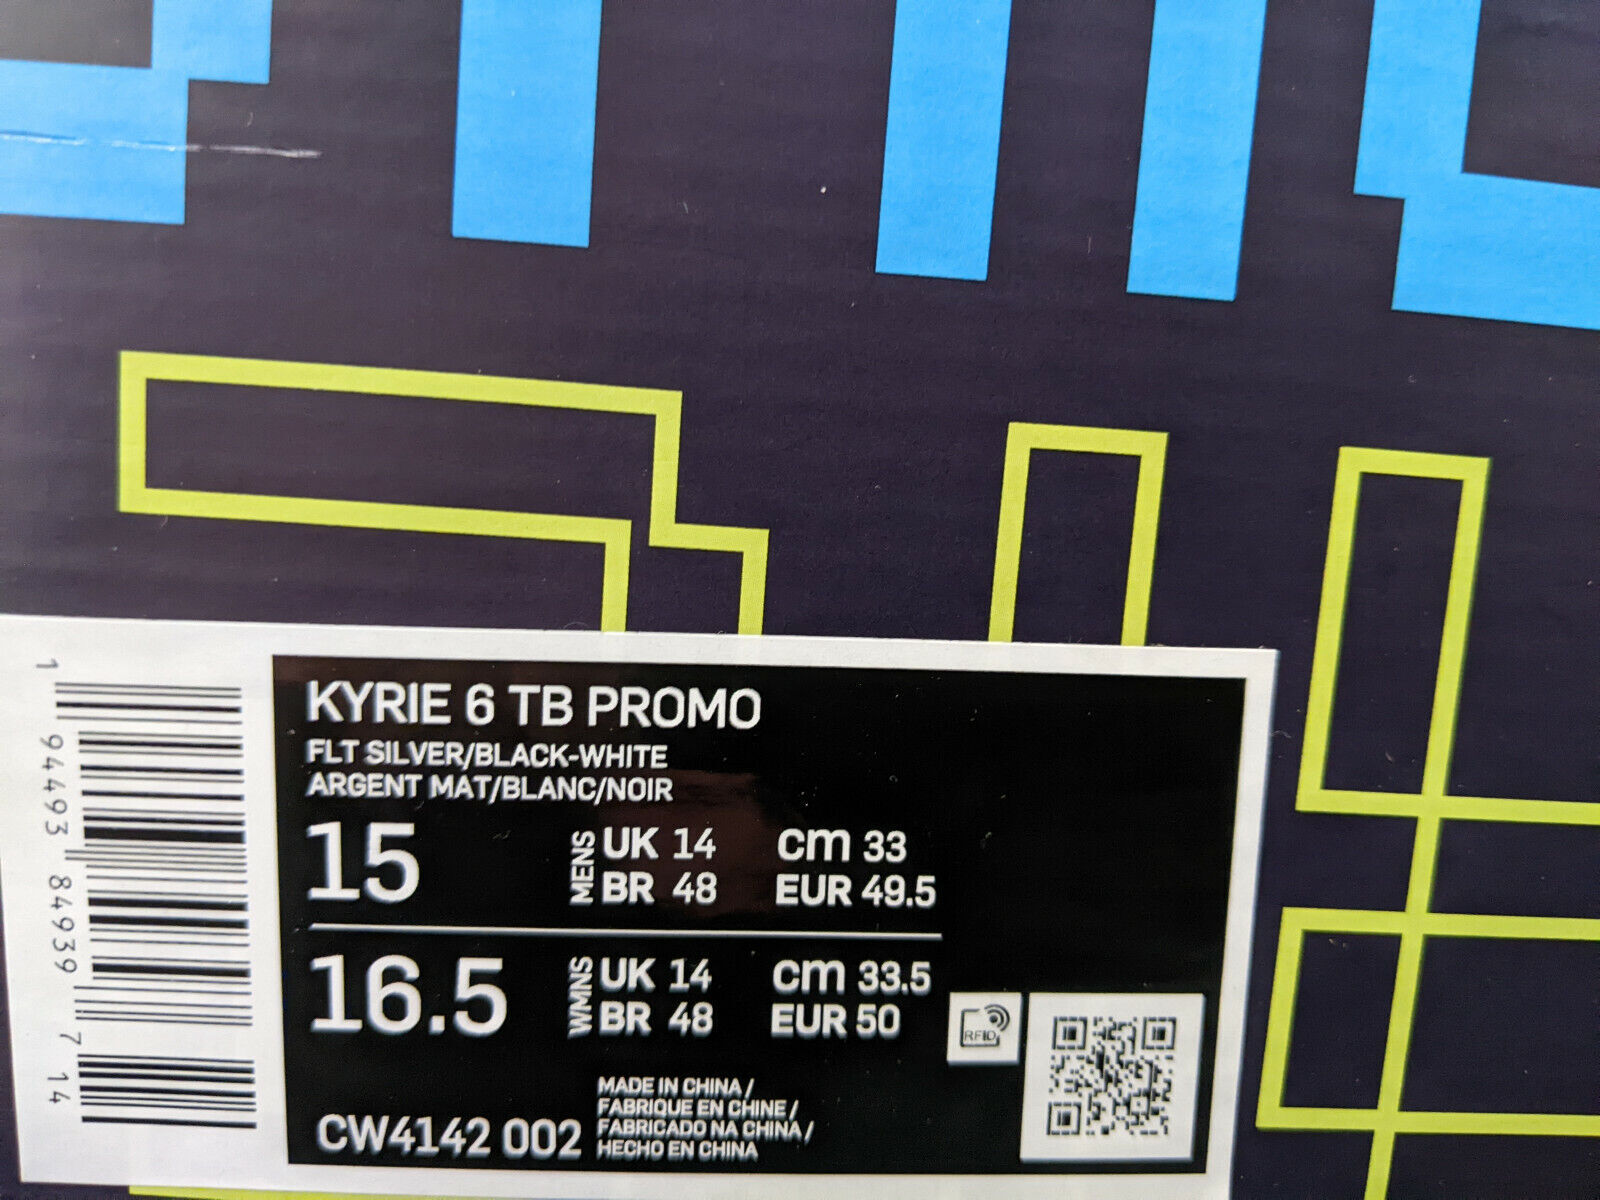 KYRIE 6 TB PROMO
FLT SILVER/BLACK-WHITE
ARGENT MAT/BLANC/NOIR
15 MENS UK 14 cm 33
BR 48 EUR 49.5
16.5 WMNS UK 14 cm 33.5
BR 48 EUR 50
RFID
CW4142 002
MADE IN CHINA /
FABRIQUE EN CHINE /
FABRICADO NA CHINA /
HECHO EN CHINA
1 94493 84939 7 14